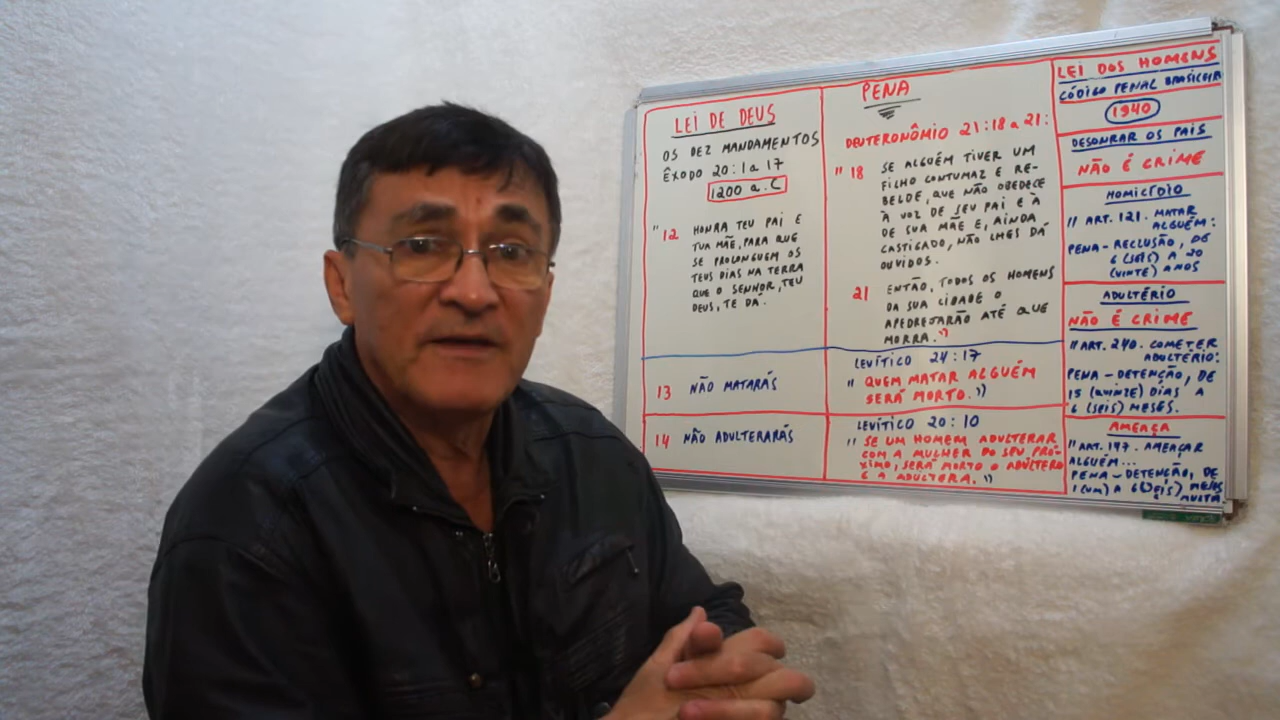 LEI DE DEUS
OS DEZ MANDAMENTOS
ÊXODO 20:1a 17
1200 a.C
"12 HONRA TEU PAI E
TUA MÃE, PARA QUE
SE PROLONGUEM OS
TEUS DIAS NA TERRA
QUE O SENHOR, TEU
DEUS, TE DÁ.
13 NÃO MATARÁS
14 NÃO ADULTERARÁS
PENA
DEUTERONÔMIO 21:18 a 21:
"18 SE ALGUÉM TIVER UM
FILHO CONTUMAZ E RE-
BELDE, QUE NÃO OBEDECE
À VOZ DE SEU PAI E À
DE SUA MÃE E, AINDA
CASTIGADO, NÃO LHES DÁ
OUVIDOS.
21 ENTÃO, TODOS OS HOMENS
DA SUA CIDADE O
APEDREJARÃO ATÉ QUE
MORRA."
LEVÍTICO 24:17
"QUEM MATAR ALGUÉM
SERÁ MORTO."
LEVÍTICO 20:10
"SE UM HOMEM ADULTERAR
COM A MULHER DO SEU PRÓ-
XIMO, SERÁ MORTO O ADÚLTERO
E A ADÚLTERA."
LEI DOS HOMENS
CÓDIGO PENAL BRASILEIRO
1940
DESONRAR OS PAIS
NÃO É CRIME
HOMICÍDIO
"ART. 121. MATAR
ALGUÉM:
PENA-RECLUSÃO, DE
6 (SEIS) A 20
(VINTE) ANOS
ADULTÉRIO
NÃO É CRIME
"ART. 240. COMETER
ADULTÉRIO:
PENA-DETENÇÃO, DE
15 (QUINZE) DIAS A
6 (SEIS) MESES.
AMEAÇA
"ART. 147. AMEAÇAR
ALGUÉM...
PENA-DETENÇÃO, DE
1 (UM) A 6 (SEIS) MESES
MULTA